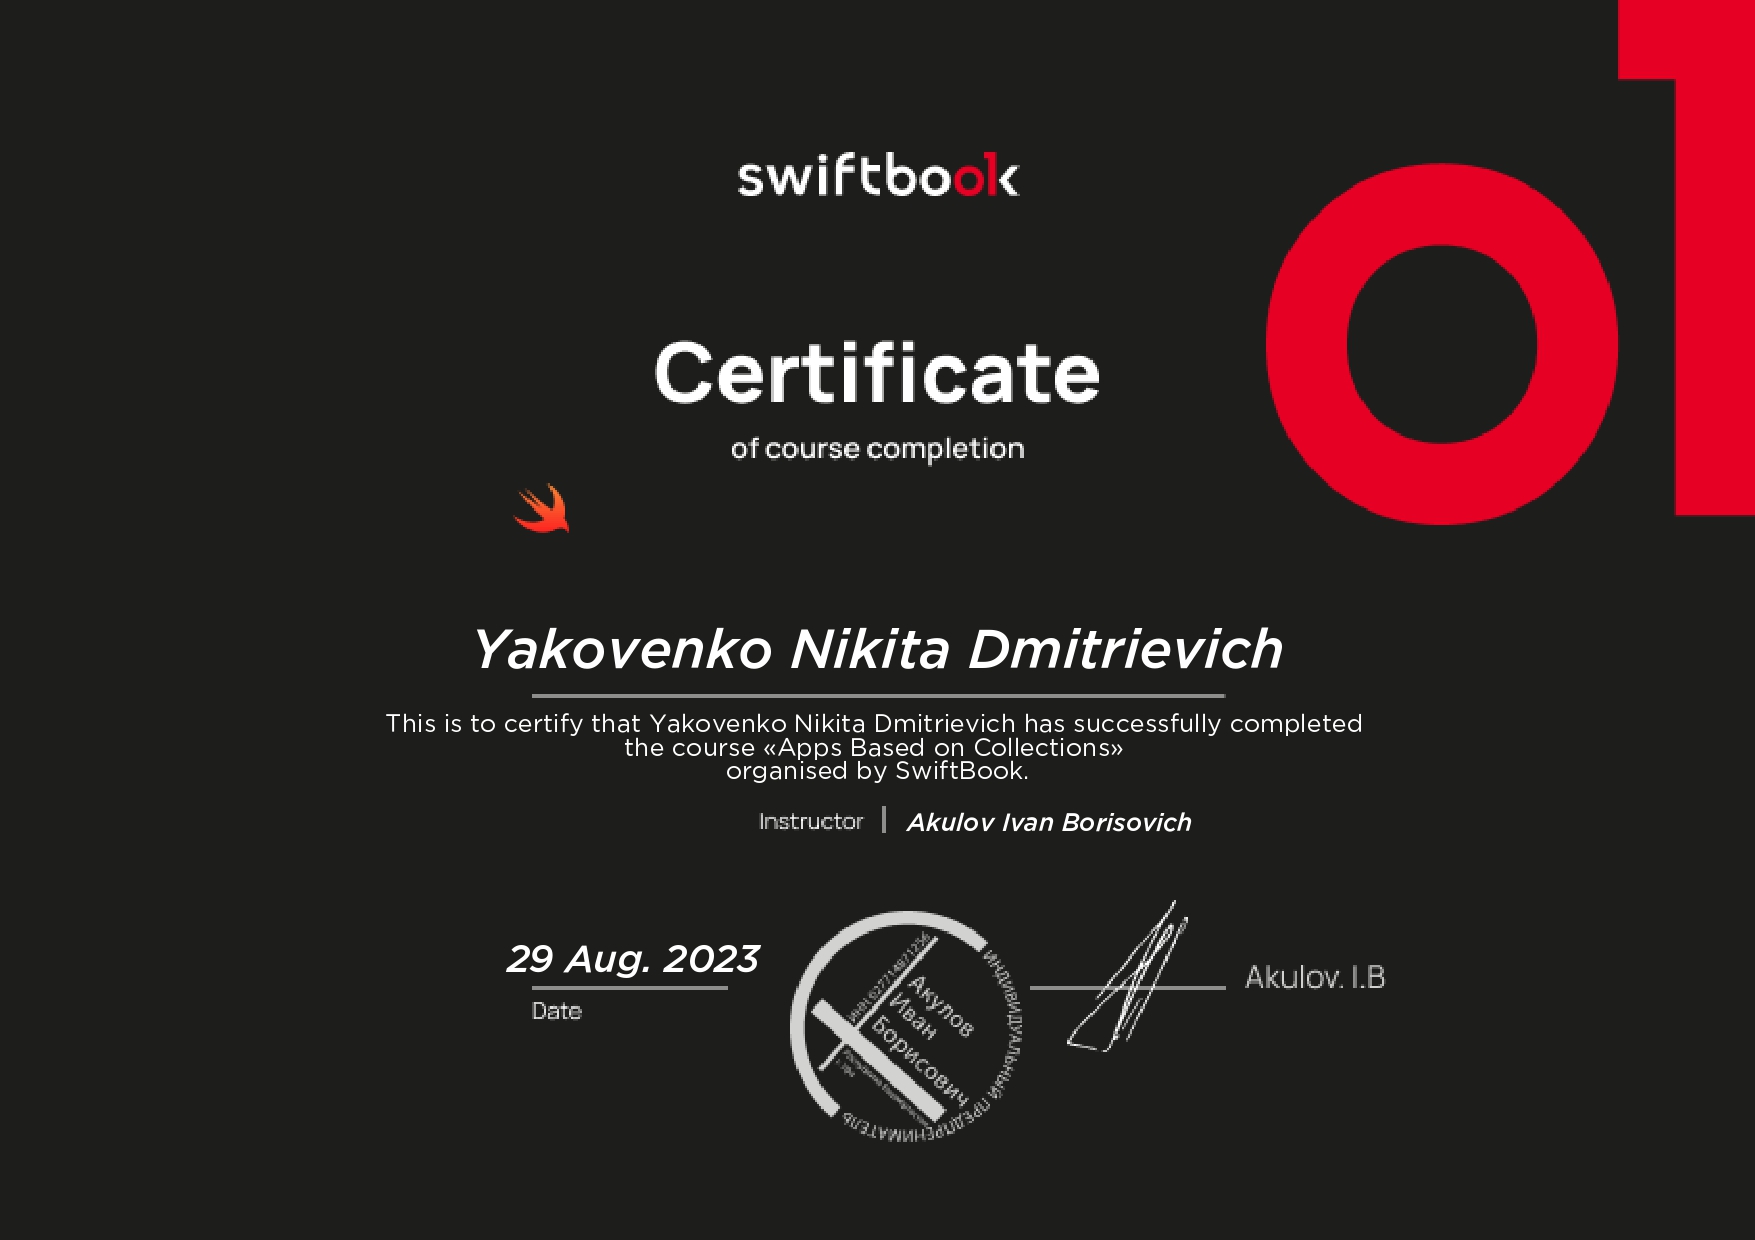 swiftbook
01
Certificate
of course completion
Yakovenko Nikita Dmitrievich
This is to certify that Yakovenko Nikita Dmitrievich has successfully completed
the course «Apps Based on Collections»
organised by SwiftBook.
Instructor | Akulov Ivan Borisovich
29 Aug. 2023
Date
Акулов
Иван
Борисович
ИНДИВИДУАЛЬНЫЙ ПРЕДПРИНИМАТЕЛЬ
Akulov. I.B